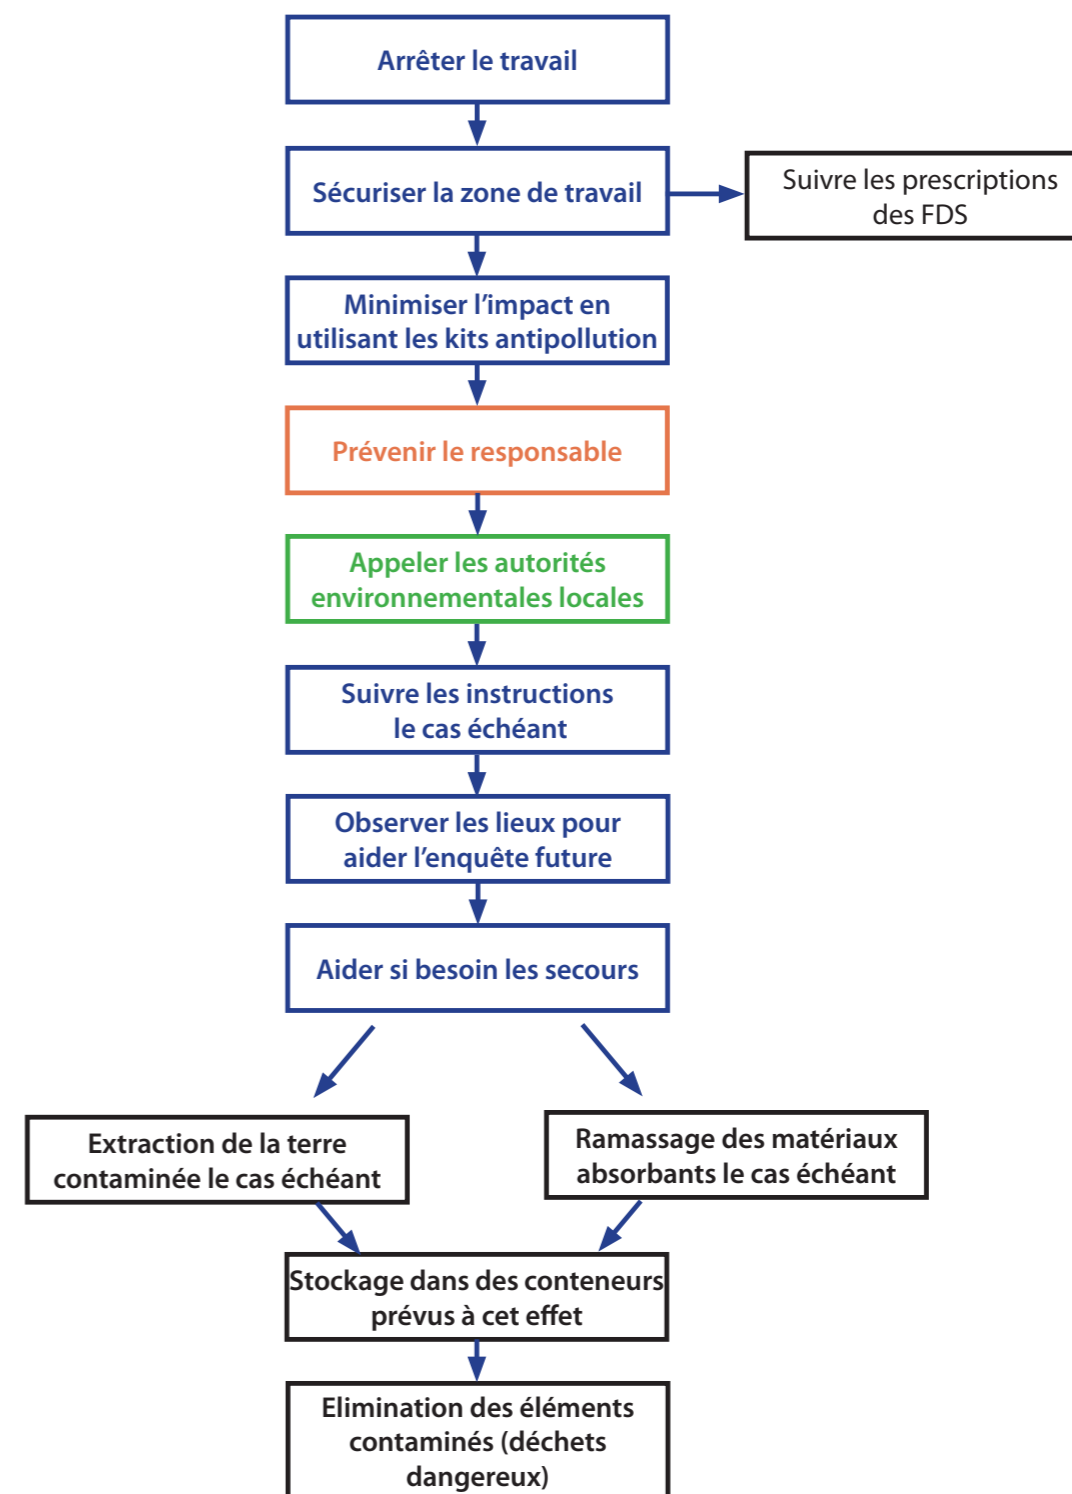 Arrêter le travail
Sécuriser la zone de travail
Suivre les prescriptions
des FDS
Minimiser l’impact en
utilisant les kits antipollution
Prévenir le responsable
Appeler les autorités
environnementales locales
Suivre les instructions
le cas échéant
Observer les lieux pour
aider l’enquête future
Aider si besoin les secours
Extraction de la terre
contaminée le cas échéant
Ramassage des matériaux
absorbants le cas échéant
Stockage dans des conteneurs
prévus à cet effet
Elimination des éléments
contaminés (déchets
dangereux)